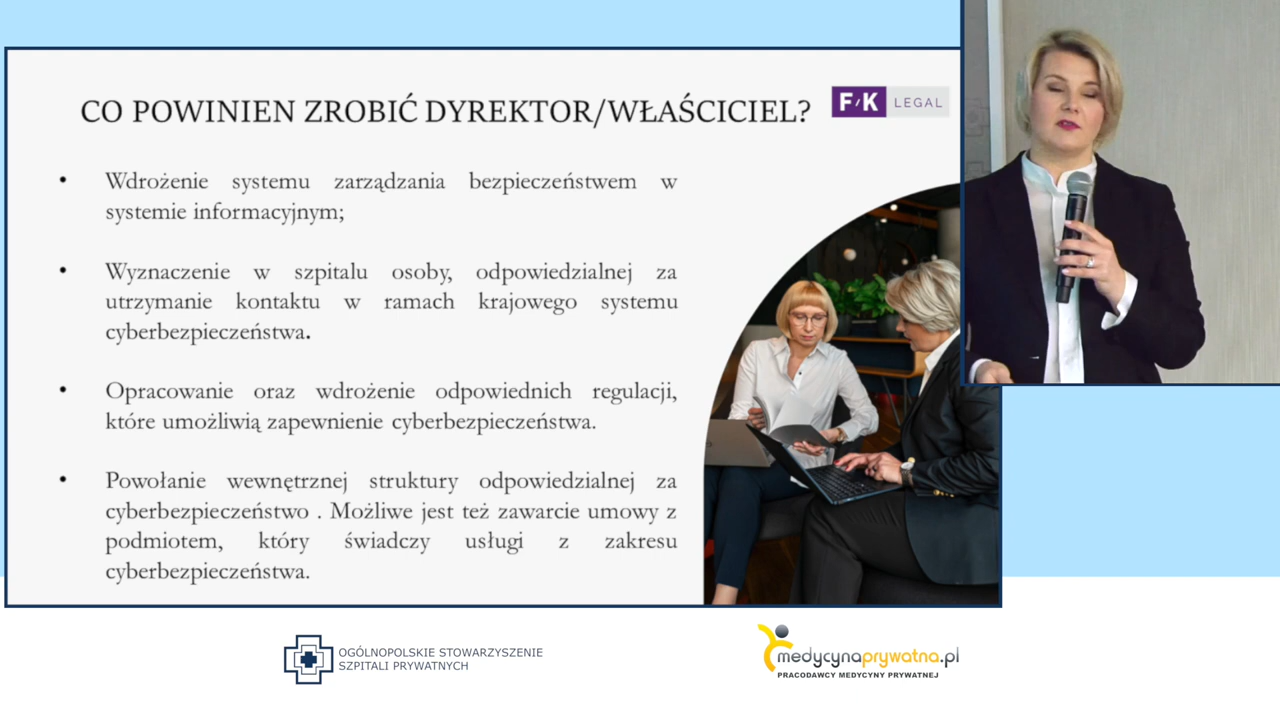 CO POWINIEN ZROBIĆ DYREKTOR/WŁAŚCICIEL?
F/K LEGAL
• Wdrożenie systemu zarządzania bezpieczeństwem w
systemie informacyjnym;
• Wyznaczenie w szpitalu osoby, odpowiedzialnej za
utrzymanie kontaktu w ramach krajowego systemu
cyberbezpieczeństwa.
• Opracowanie oraz wdrożenie odpowiednich regulacji,
które umożliwią zapewnienie cyberbezpieczeństwa.
• Powołanie wewnętrznej struktury odpowiedzialnej za
cyberbezpieczeństwo . Możliwe jest też zawarcie umowy z
podmiotem, który świadczy usługi z zakresu
cyberbezpieczeństwa.
OGÓLNOPOLSKIE STOWARZYSZENIE
SZPITALI PRYWATNYCH
medycynaprywatna.pl
PRACODAWCY MEDYCYNY PRYWATNEJ